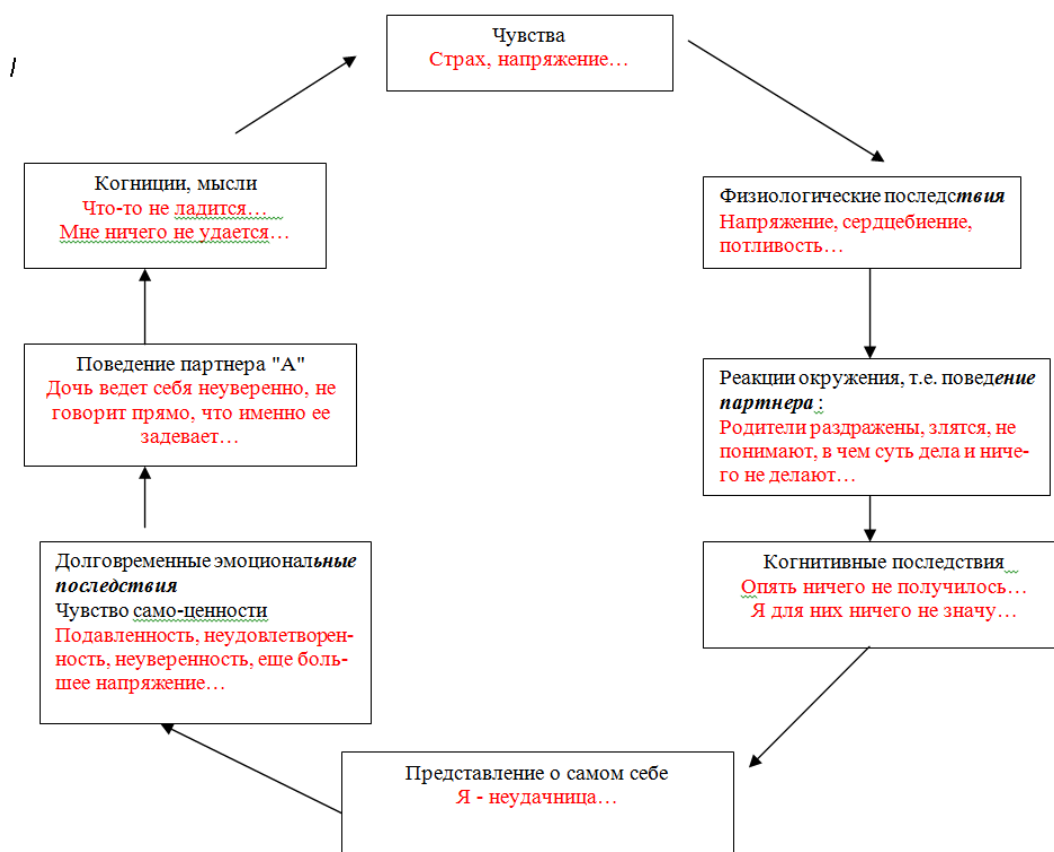 Чувства
Страх, напряжение…
Когниции, мысли
Что-то не ладится…
Мне ничего не удается…
Физиологические последствия
Напряжение, сердцебиение,
потливость…
Поведение партнера "А"
Дочь ведет себя неуверенно, не
говорит прямо, что именно ее
задевает…
Реакции окружения, т.е. поведение
партнера :
Родители раздражены, злятся, не
понимают, в чем суть дела и ниче-
го не делают…
Долговременные эмоциональные
последствия
Чувство само-ценности
Подавленность, неудовлетворен-
ность, неуверенность, еще боль-
шее напряжение…
Когнитивные последствия
Опять ничего не получилось…
Я для них ничего не значу…
Представление о самом себе
Я - неудачница…